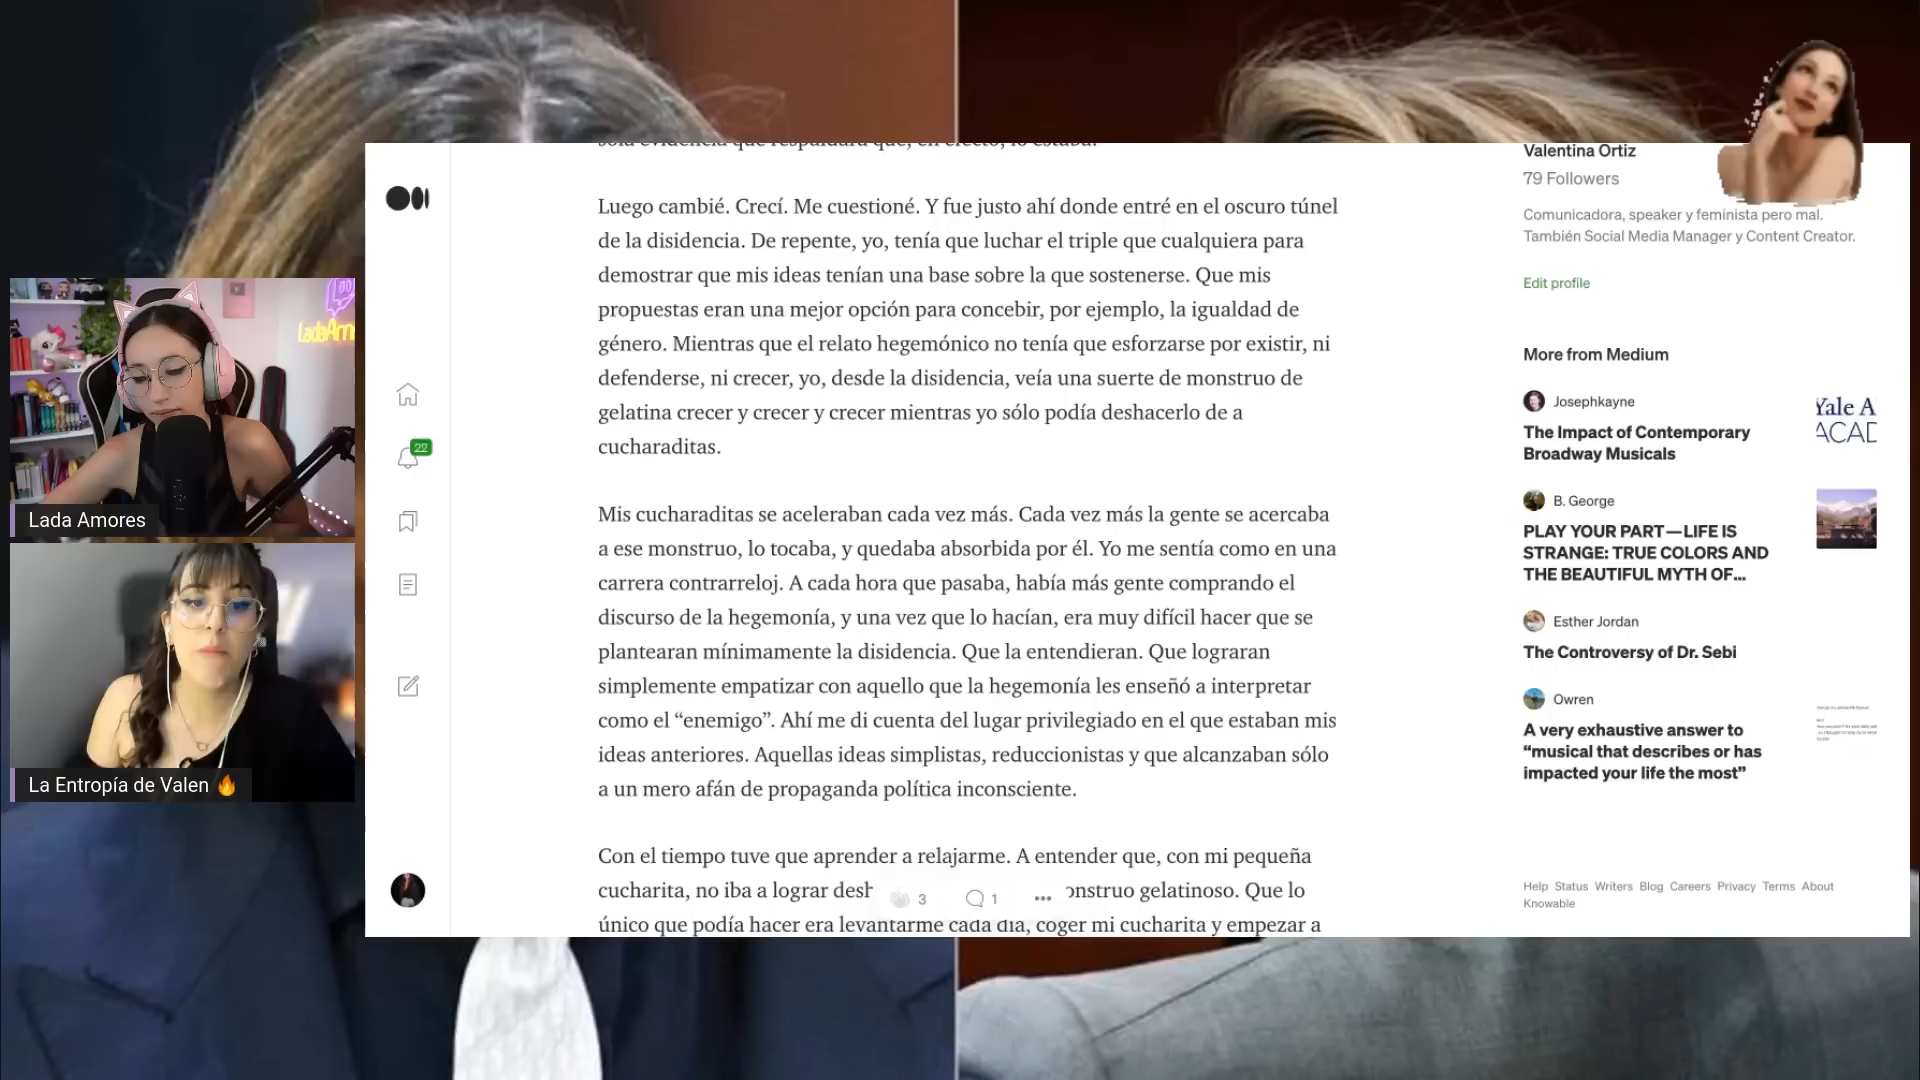 Luego cambié. Crecí. Me cuestioné. Y fue justo ahí donde entré en el oscuro túnel
de la disidencia. De repente, yo, tenía que luchar el triple que cualquiera para
demostrar que mis ideas tenían una base sobre la que sostenerse. Que mis
propuestas eran una mejor opción para concebir, por ejemplo, la igualdad de
género. Mientras que el relato hegemónico no tenía que esforzarse por existir, ni
defenderse, ni crecer, yo, desde la disidencia, veía una suerte de monstruo de
gelatina crecer y crecer y crecer mientras yo sólo podía deshacerlo de a
cucharaditas.
Mis cucharaditas se aceleraban cada vez más. Cada vez más la gente se acercaba
a ese monstruo, lo tocaba, y quedaba absorbida por él. Yo me sentía como en una
carrera contrarreloj. A cada hora que pasaba, había más gente comprando el
discurso de la hegemonía, y una vez que lo hacían, era muy difícil hacer que se
plantearan mínimamente la disidencia. Que la entendieran. Que lograran
simplemente empatizar con aquello que la hegemonía les enseñó a interpretar
como el “enemigo”. Ahí me di cuenta del lugar privilegiado en el que estaban mis
ideas anteriores. Aquellas ideas simplistas, reduccionistas y que alcanzaban sólo
a un mero afán de propaganda política inconsciente.
Con el tiempo tuve que aprender a relajarme. A entender que, con mi pequeña
cucharita, no iba a lograr desh onstruo gelatinoso. Que lo
único que podía hacer era levantarme cada día, coger mi cucharita y empezar a
3 1
22
Lada Amores
La Entropía de Valen 🔥
Valentina Ortiz
79 Followers
Comunicadora, speaker y feminista pero mal.
También Social Media Manager y Content Creator.
Edit profile
More from Medium
Josephkayne
The Impact of Contemporary
Broadway Musicals
Yale A
ACAD
B. George
PLAY YOUR PART—LIFE IS
STRANGE: TRUE COLORS AND
THE BEAUTIFUL MYTH OF...
Esther Jordan
The Controversy of Dr. Sebi
Owren
A very exhaustive answer to
“musical that describes or has
impacted your life the most”
Help Status Writers Blog Careers Privacy Terms About
Knowable